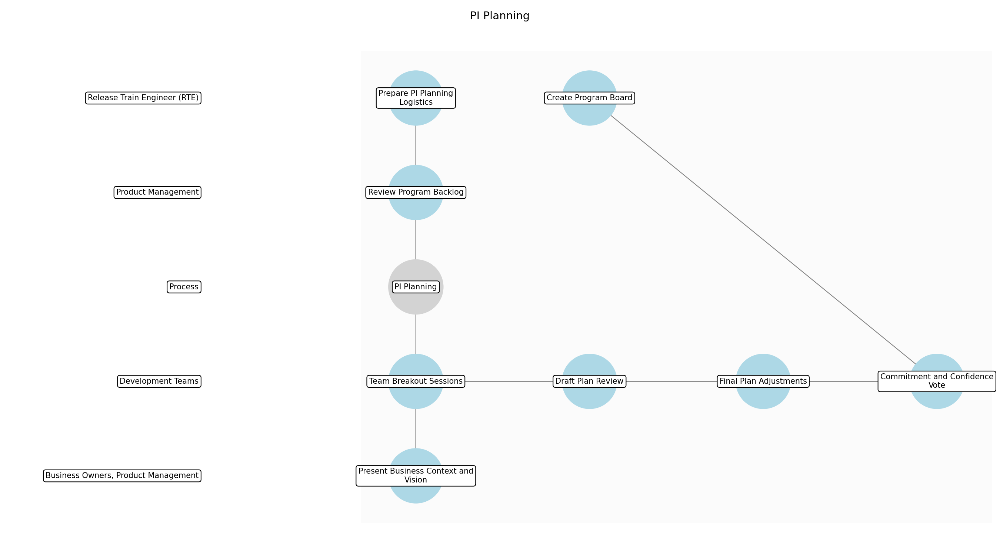 PI Planning
Release Train Engineer (RTE)
Prepare PI Planning
Logistics
Create Program Board
Product Management
Review Program Backlog
Process
PI Planning
Development Teams
Team Breakout Sessions
Draft Plan Review
Final Plan Adjustments
Commitment and Confidence
Vote
Business Owners, Product Management
Present Business Context and
Vision